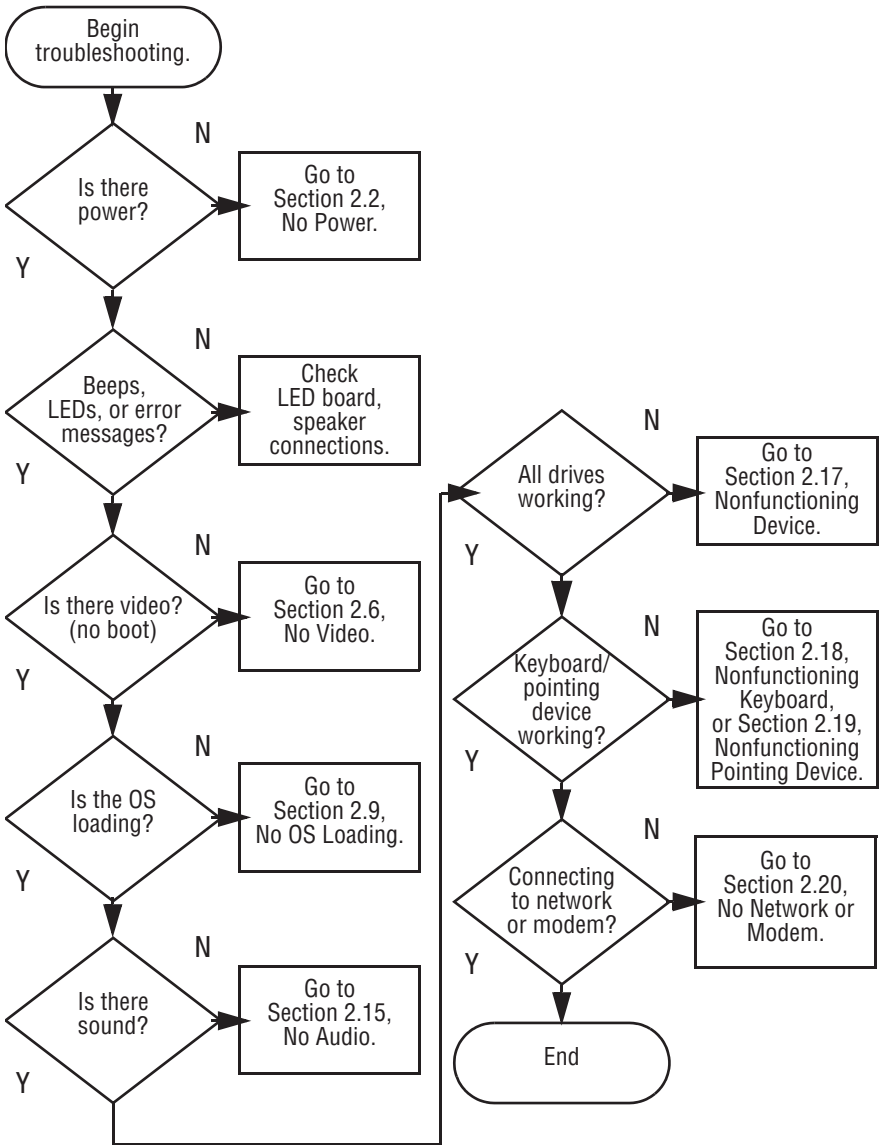 Begin
troubleshooting.
N
Is there
power?
Go to
Section 2.2,
No Power.
Y
N
Beeps,
LEDs, or error
messages?
Check
LED board,
speaker
connections.
Y
N
Is there video?
(no boot)
Go to
Section 2.6,
No Video.
Y
N
Is the OS
loading?
Go to
Section 2.9,
No OS Loading.
Y
N
Is there
sound?
Go to
Section 2.15,
No Audio.
Y
N
All drives
working?
Go to
Section 2.17,
Nonfunctioning
Device.
Y
N
Keyboard/
pointing
device
working?
Go to
Section 2.18,
Nonfunctioning
Keyboard,
or Section 2.19,
Nonfunctioning
Pointing Device.
Y
N
Connecting
to network
or modem?
Go to
Section 2.20,
No Network or
Modem.
Y
End